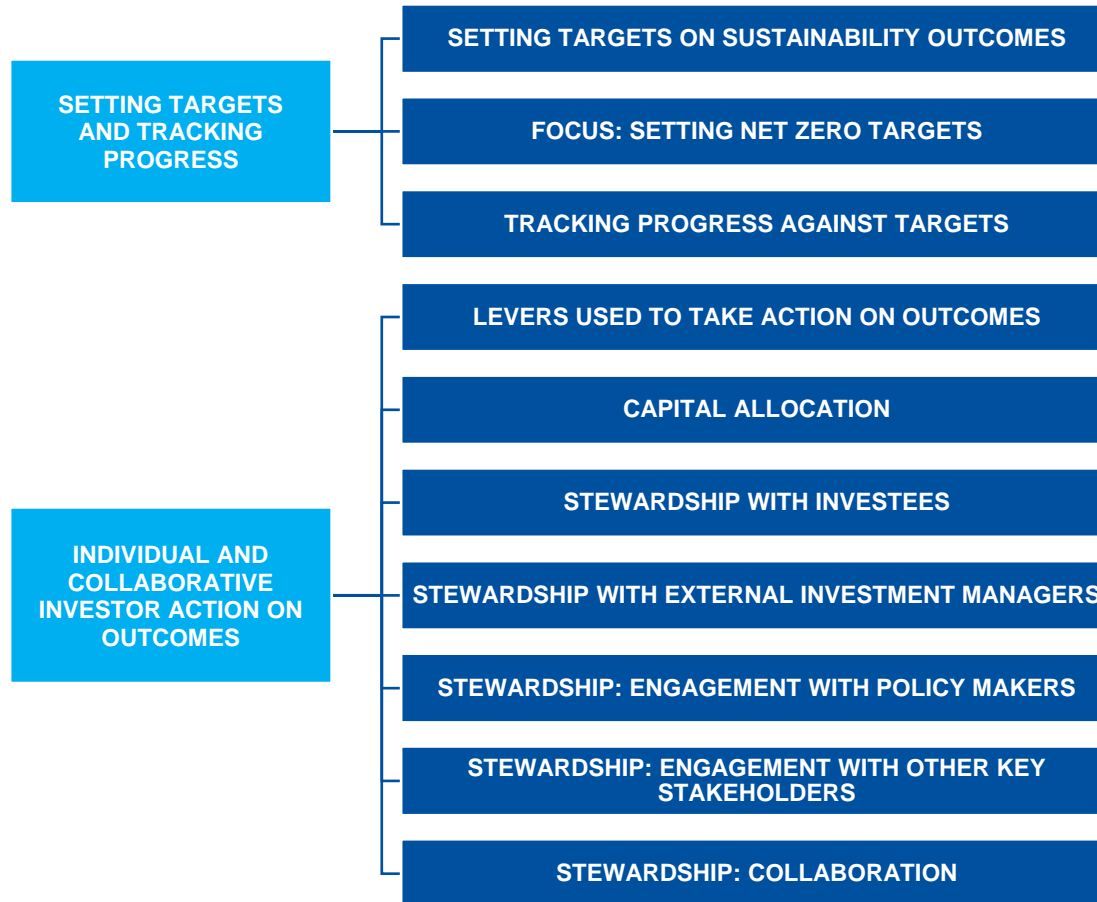 SETTING TARGETS
AND TRACKING
PROGRESS
SETTING TARGETS ON SUSTAINABILITY OUTCOMES
FOCUS: SETTING NET ZERO TARGETS
TRACKING PROGRESS AGAINST TARGETS
INDIVIDUAL AND
COLLABORATIVE
INVESTOR ACTION ON
OUTCOMES
LEVERS USED TO TAKE ACTION ON OUTCOMES
CAPITAL ALLOCATION
STEWARDSHIP WITH INVESTEES
STEWARDSHIP WITH EXTERNAL INVESTMENT MANAGERS
STEWARDSHIP: ENGAGEMENT WITH POLICY MAKERS
STEWARDSHIP: ENGAGEMENT WITH OTHER KEY
STAKEHOLDERS
STEWARDSHIP: COLLABORATION